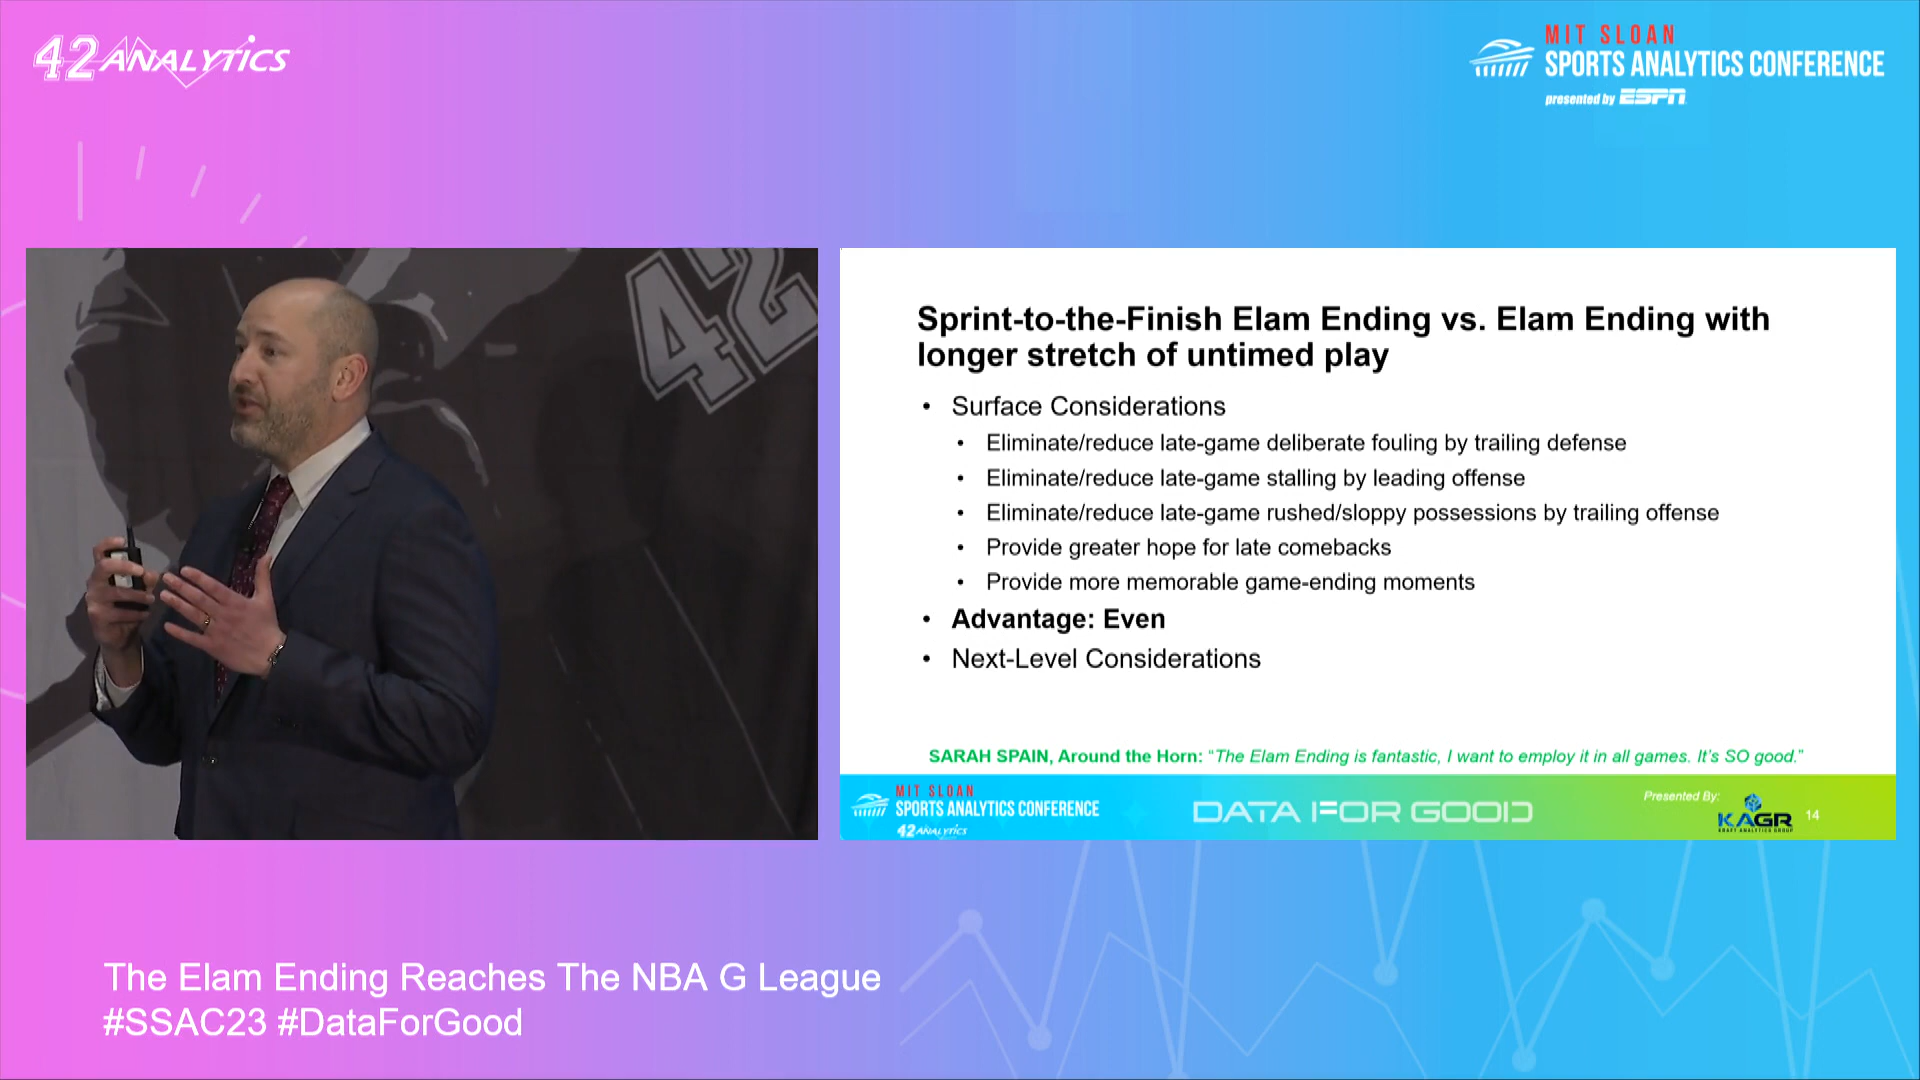 42 ANALYTICS
MIT SLOAN
SPORTS ANALYTICS CONFERENCE
presented by ESPN
42
Sprint-to-the-Finish Elam Ending vs. Elam Ending with
longer stretch of untimed play
• Surface Considerations
• Eliminate/reduce late-game deliberate fouling by trailing defense
• Eliminate/reduce late-game stalling by leading offense
• Eliminate/reduce late-game rushed/sloppy possessions by trailing offense
• Provide greater hope for late comebacks
• Provide more memorable game-ending moments
• Advantage: Even
• Next-Level Considerations
SARAH SPAIN, Around the Horn: “The Elam Ending is fantastic, I want to employ it in all games. It’s SO good.”
MIT SLOAN
SPORTS ANALYTICS CONFERENCE
42 ANALYTICS
DATA FOR GOOD
Presented By:
KAGR
KRAFT ANALYTICS GROUP
14
The Elam Ending Reaches The NBA G League
#SSAC23 #DataForGood